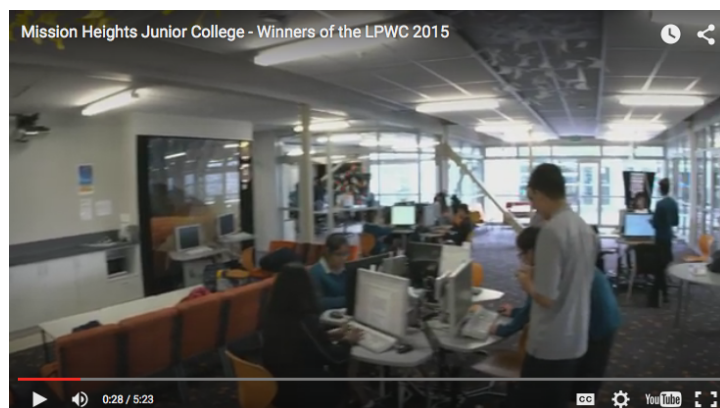 Mission Heights Junior College - Winners of the LPWC 2015
0:28 / 5:23
CC
YouTube